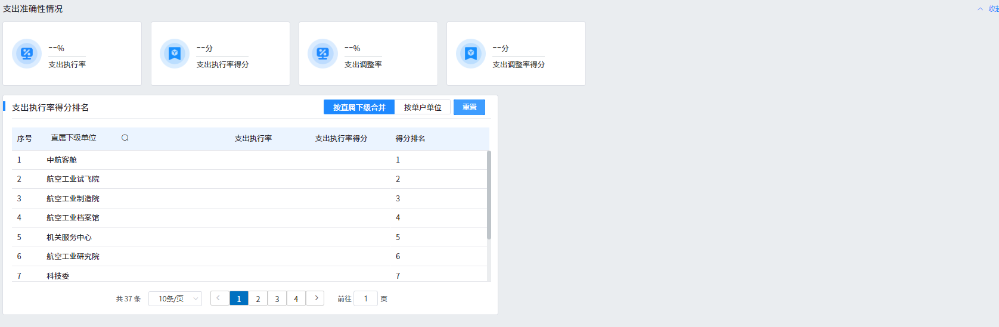 支出准确性情况
收起
--%
支出执行率
--分
支出执行率得分
--%
支出调整率
--分
支出调整率得分
支出执行率得分排名
按直属下级合并 按单户单位 重置
序号 直属下级单位 支出执行率 支出执行率得分 得分排名
1 中航客舱 1
2 航空工业试飞院 2
3 航空工业制造院 3
4 航空工业档案馆 4
5 机关服务中心 5
6 航空工业研究院 6
7 科技委 7
共 37 条 10条/页 1 2 3 4 前往 1 页